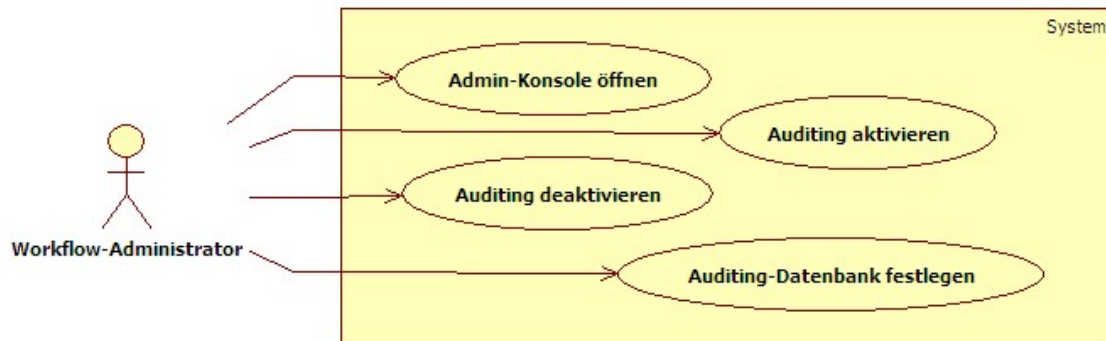 System
Admin-Konsole öffnen
Auditing aktivieren
Auditing deaktivieren
Workflow-Administrator
Auditing-Datenbank festlegen